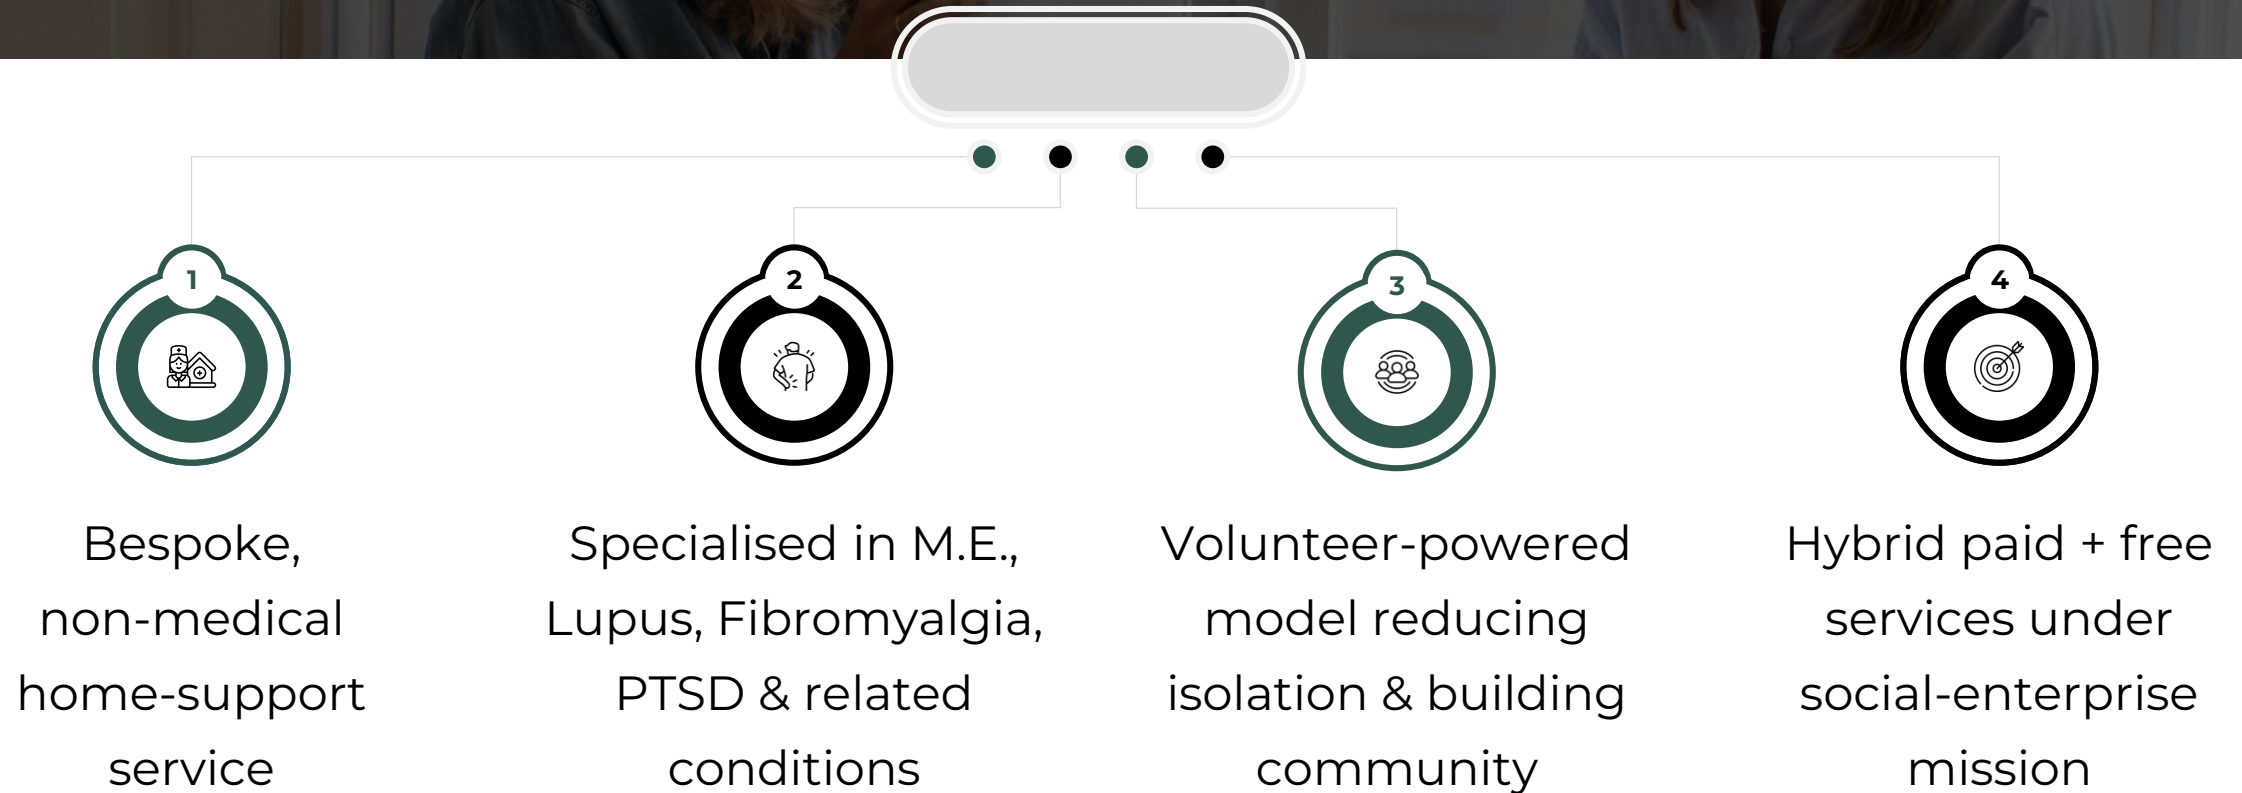 1
Bespoke,
non-medical
home-support
service
2
Specialised in M.E.,
Lupus, Fibromyalgia,
PTSD & related
conditions
3
Volunteer-powered
model reducing
isolation & building
community
4
Hybrid paid + free
services under
social-enterprise
mission